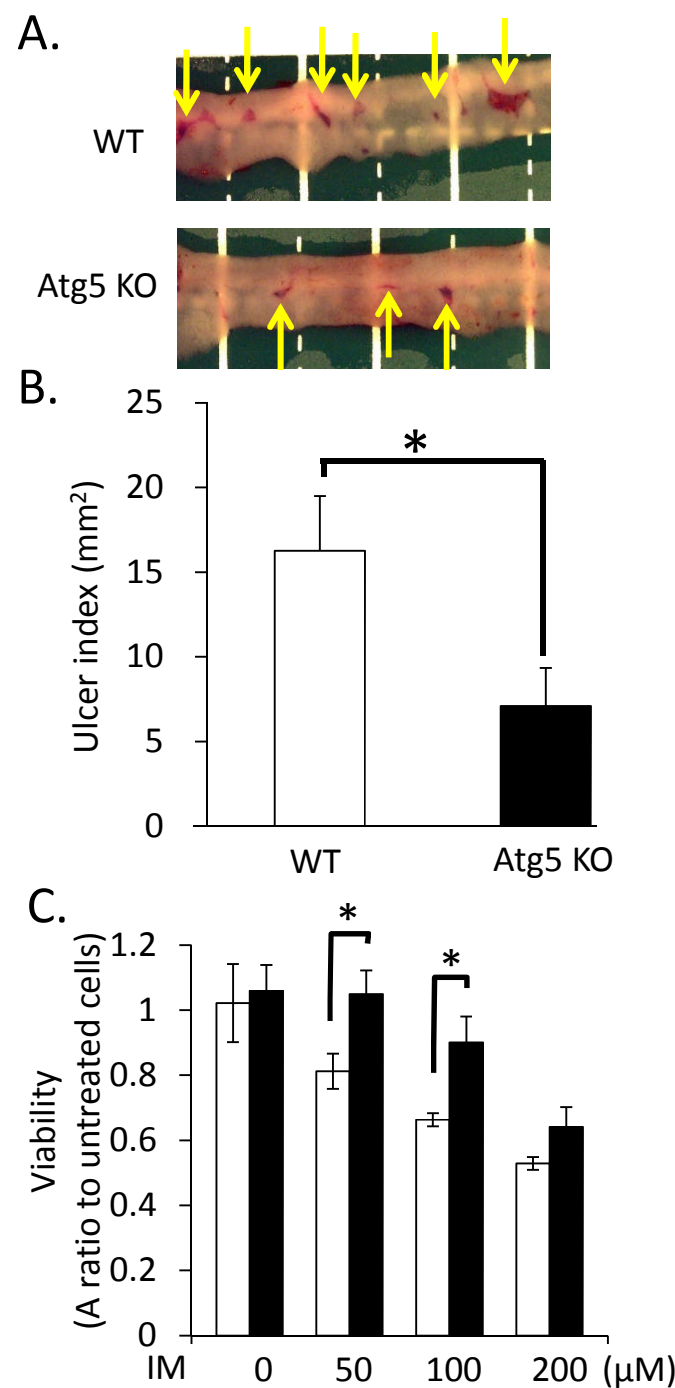 A.
WT
Atg5 KO
B.
25
20
15
10
5
0
Ulcer index (mm²)
*
WT
Atg5 KO
C.
1.2
1
0.8
0.6
0.4
0.2
0
Viability
(A ratio to untreated cells)
*
*
IM 0 50 100 200 (μM)